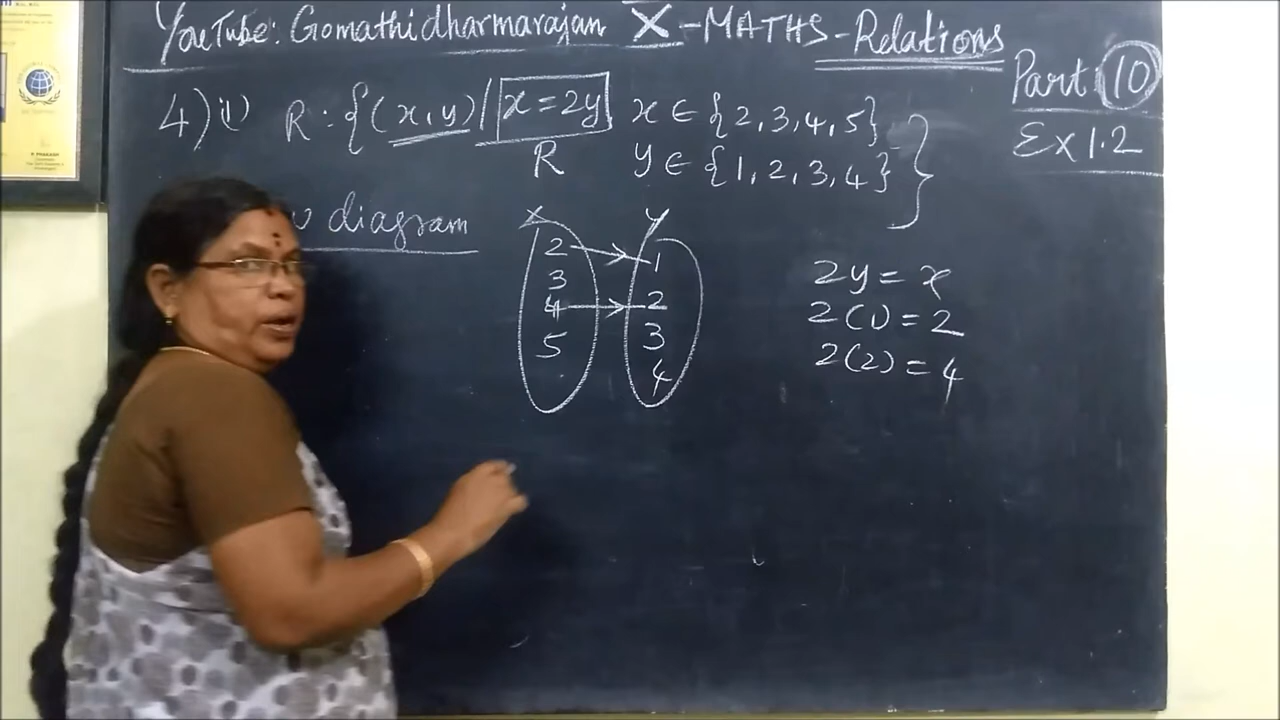 YouTube: Gomathidharmarajan X - MATHS - Relations
Part: 10
Ex 1.2
4) i) R : {(x, y) / x = 2y x ∈ {2, 3, 4, 5}
R y ∈ {1, 2, 3, 4} }
diagram
X Y
2 1
3 2
4 3
5 4
2y = x
2(1) = 2
2(2) = 4